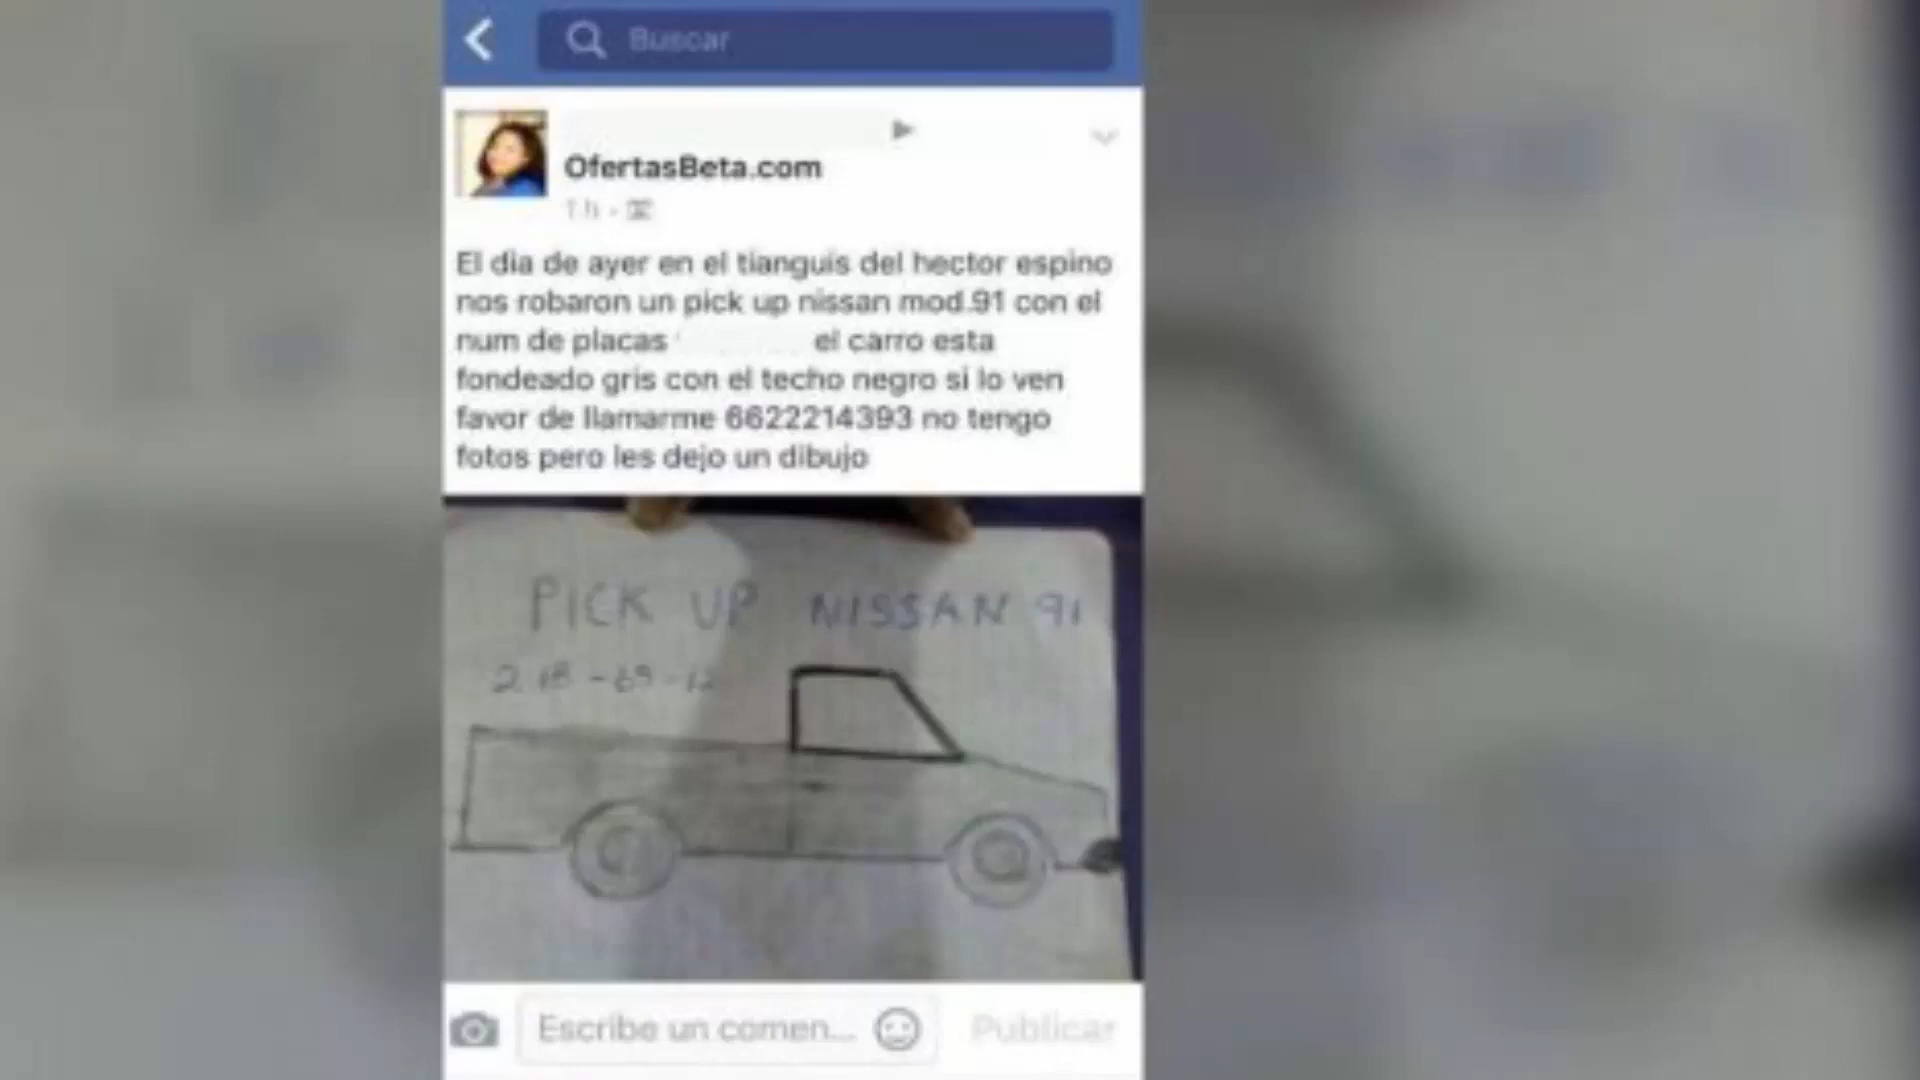 Buscar
OfertasBeta.com
1 h
El dia de ayer en el tianguis del hector espino
nos robaron un pick up nissan mod.91 con el
num de placas el carro esta
fondeado gris con el techo negro si lo ven
favor de llamarme 6622214393 no tengo
fotos pero les dejo un dibujo
PICK UP NISSAN 91
Escribe un comen... Publicar